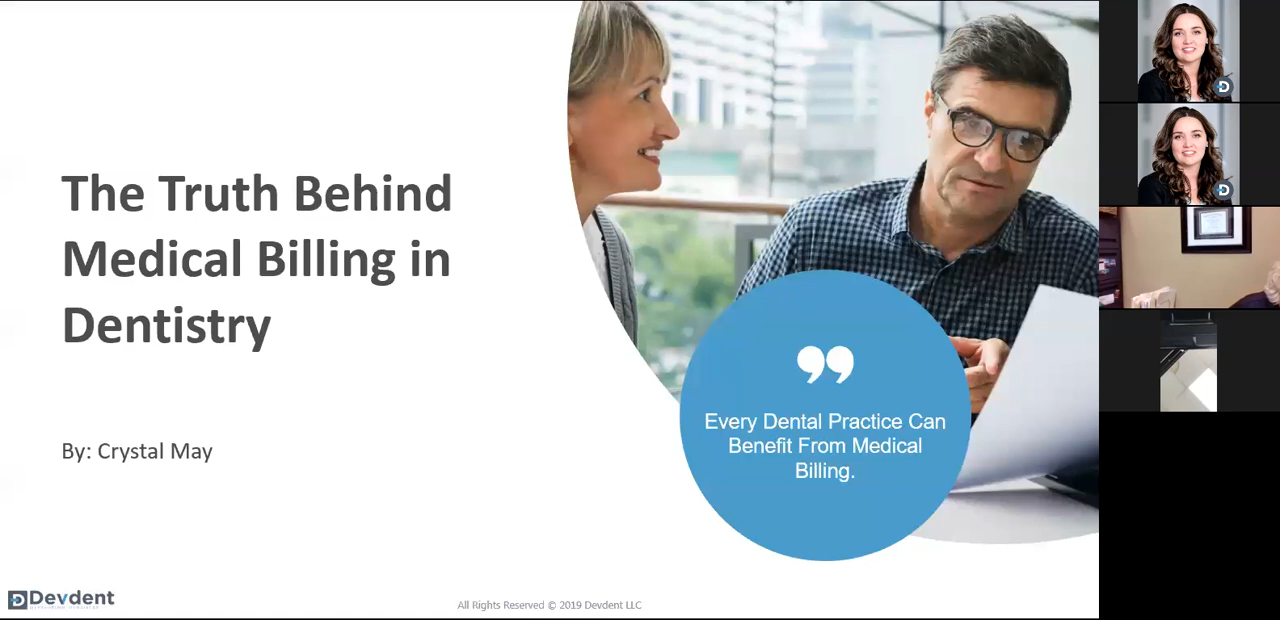 The Truth Behind
Medical Billing in
Dentistry
By: Crystal May
”
Every Dental Practice Can
Benefit From Medical
Billing.
Devdent
All Rights Reserved © 2019 Devdent LLC